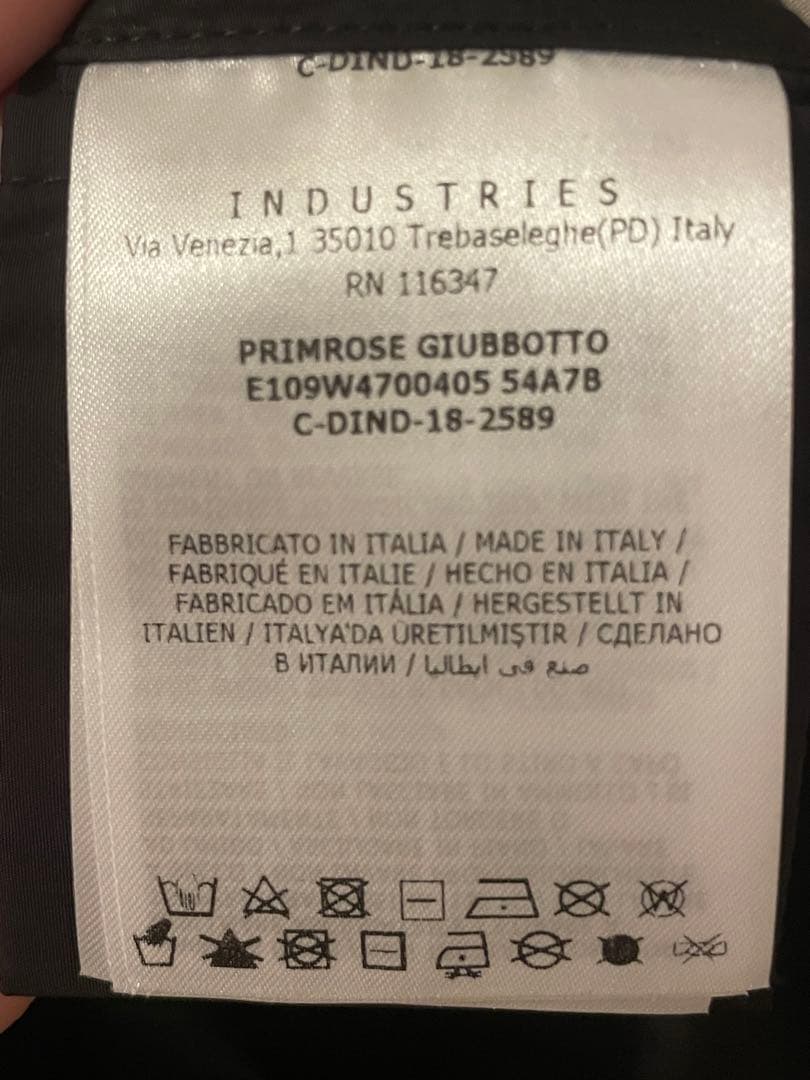 C-DIND-18-2589
INDUSTRIES
Via Venezia,1 35010 Trebaseleghe(PD) Italy
RN 116347
PRIMROSE GIUBBOTTO
E109W4700405 54A7B
C-DIND-18-2589
FABBRICATO IN ITALIA / MADE IN ITALY /
FABRIQUÉ EN ITALIE / HECHO EN ITALIA /
FABRICADO EM ITÁLIA / HERGESTELLT IN
ITALIEN / ITALYA'DA ÜRETILMIŞTIR / СДЕЛАНО
В ИТАЛИИ / صنع في ايطاليا